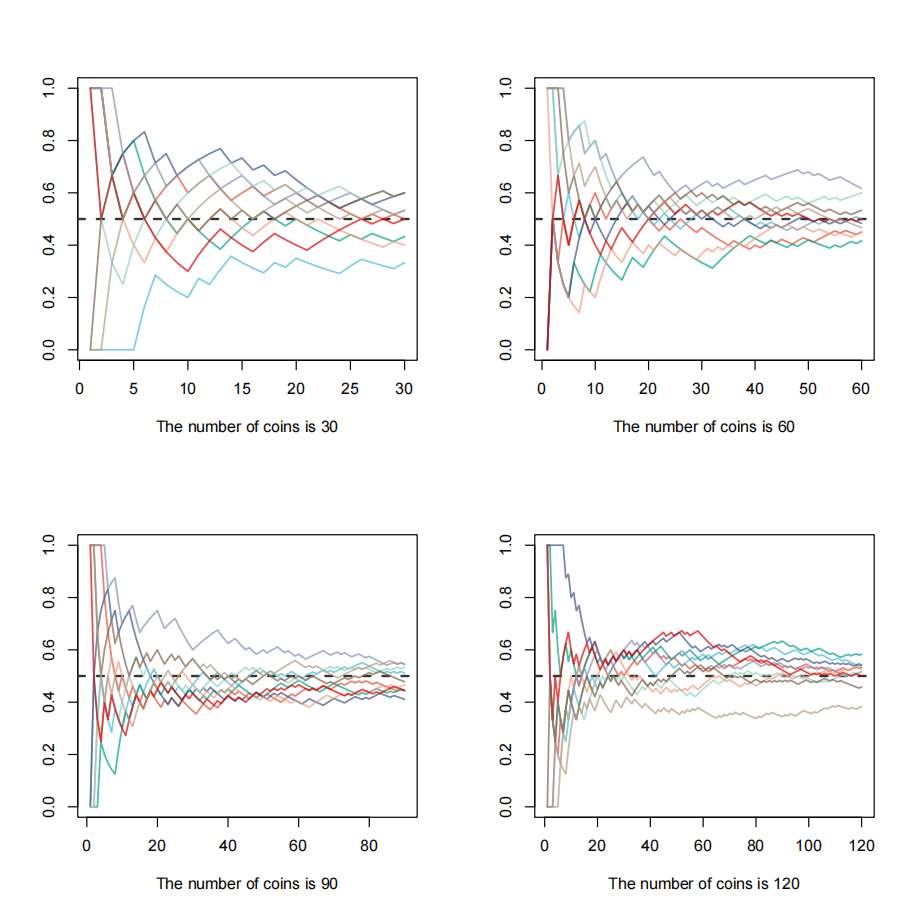 0.0 0.2 0.4 0.6 0.8 1.0
0 5 10 15 20 25 30
The number of coins is 30
0.0 0.2 0.4 0.6 0.8 1.0
0 10 20 30 40 50 60
The number of coins is 60
0.0 0.2 0.4 0.6 0.8 1.0
0 20 40 60 80
The number of coins is 90
0.0 0.2 0.4 0.6 0.8 1.0
0 20 40 60 80 100 120
The number of coins is 120